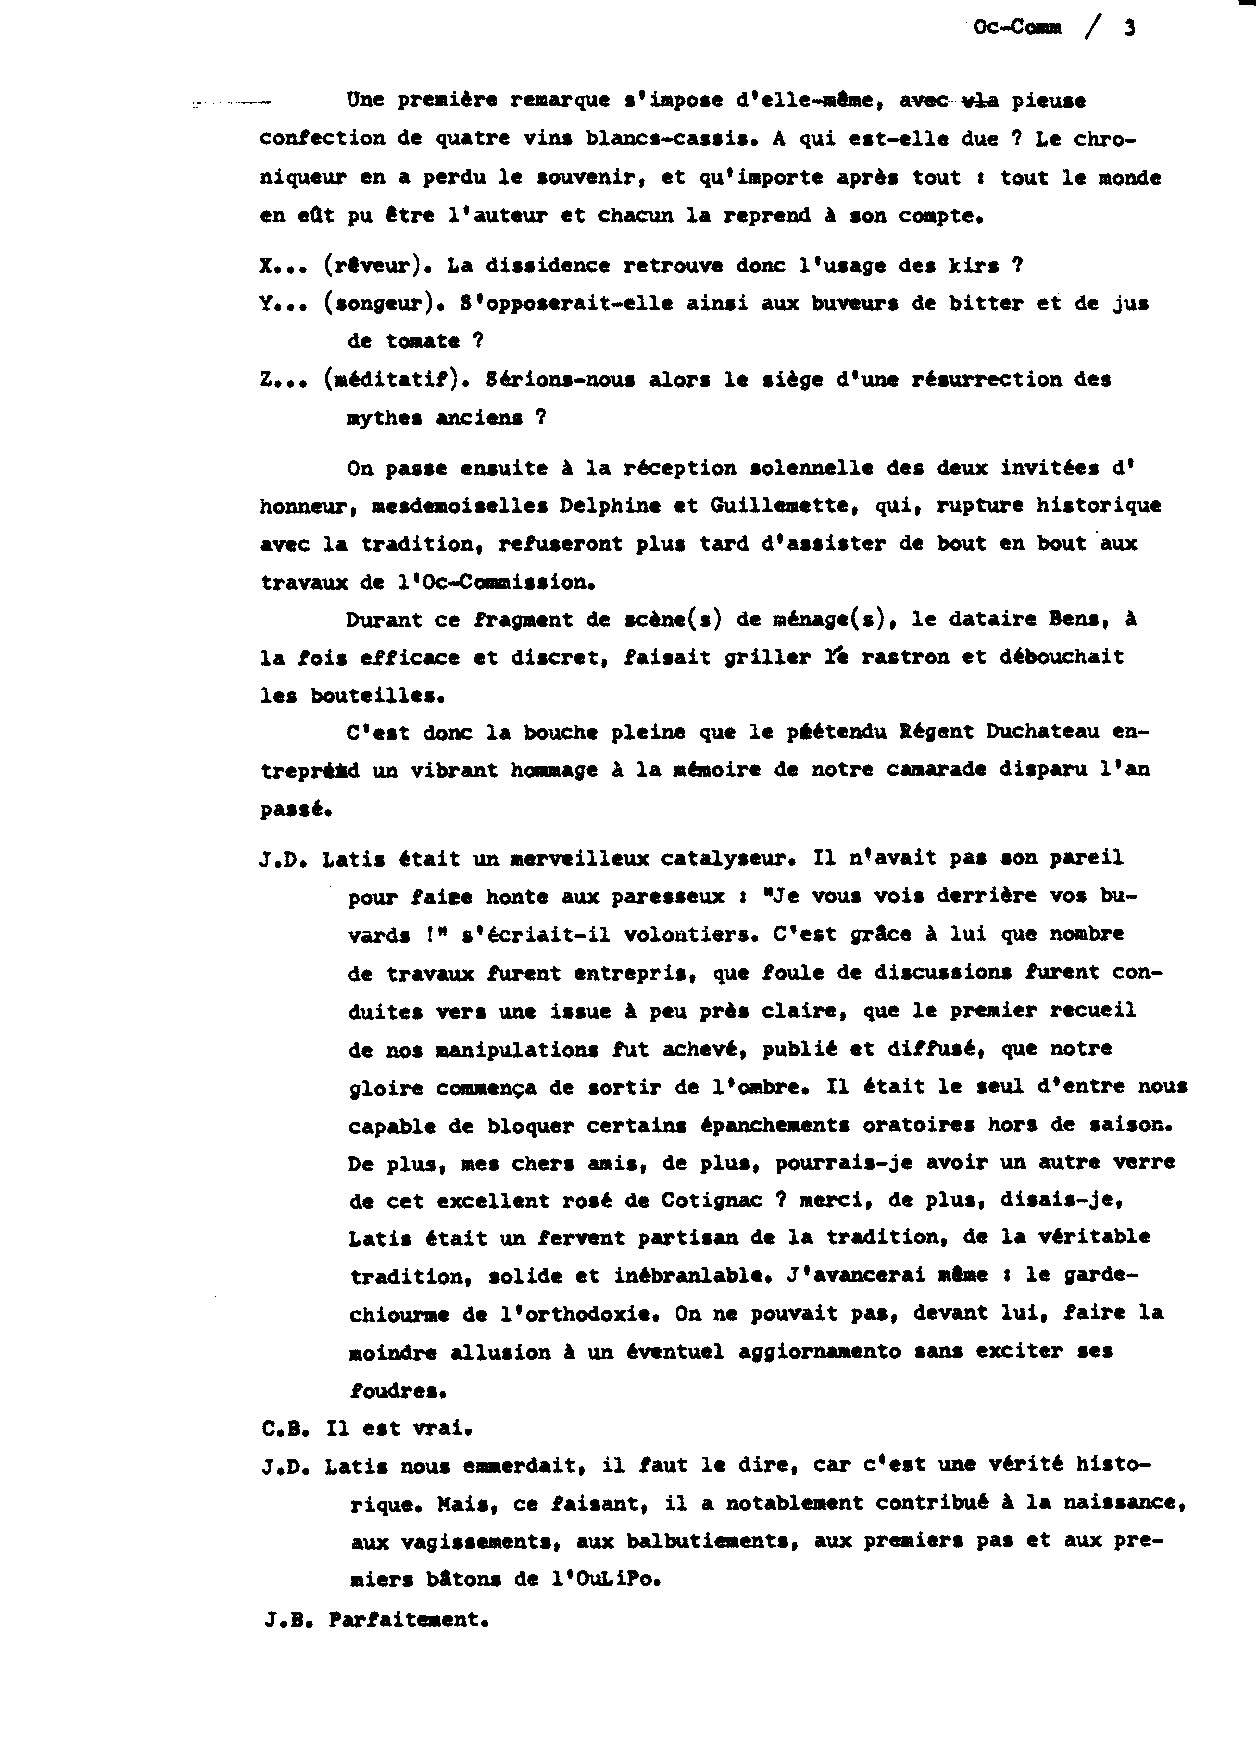 Oc-Comm / 3
Une première remarque s'impose d'elle-même, avec la pieuse
confection de quatre vins blancs-cassis. A qui est-elle due ? Le chro-
niqueur en a perdu le souvenir, et qu'importe après tout : tout le monde
en eût pu être l'auteur et chacun la reprend à son compte.
X... (rêveur). La dissidence retrouve donc l'usage des kirs ?
Y... (songeur). S'opposerait-elle ainsi aux buveurs de bitter et de jus
de tomate ?
Z... (méditatif). Sérions-nous alors le siège d'une résurrection des
mythes anciens ?
On passe ensuite à la réception solennelle des deux invitées d'
honneur, mesdemoiselles Delphine et Guillemette, qui, rupture historique
avec la tradition, refuseront plus tard d'assister de bout en bout aux
travaux de l'Oc-Commission.
Durant ce fragment de scène(s) de ménage(s), le dataire Bens, à
la fois efficace et discret, faisait griller le rastron et débouchait
les bouteilles.
C'est donc la bouche pleine que le prétendu Régent Duchateau en-
treprend un vibrant hommage à la mémoire de notre camarade disparu l'an
passé.
J.D. Latis était un merveilleux catalyseur. Il n'avait pas son pareil
pour faire honte aux paresseux : "Je vous vois derrière vos bu-
vards !" s'écriait-il volontiers. C'est grâce à lui que nombre
de travaux furent entrepris, que foule de discussions furent con-
duites vers une issue à peu près claire, que le premier recueil
de nos manipulations fut achevé, publié et diffusé, que notre
gloire commença de sortir de l'ombre. Il était le seul d'entre nous
capable de bloquer certains épanchements oratoires hors de saison.
De plus, mes chers amis, de plus, pourrais-je avoir un autre verre
de cet excellent rosé de Cotignac ? merci, de plus, disais-je,
Latis était un fervent partisan de la tradition, de la véritable
tradition, solide et inébranlable. J'avancerai même : le garde-
chiourme de l'orthodoxie. On ne pouvait pas, devant lui, faire la
moindre allusion à un éventuel aggiornamento sans exciter ses
foudres.
C.B. Il est vrai.
J.D. Latis nous emmerdait, il faut le dire, car c'est une vérité histo-
rique. Mais, ce faisant, il a notablement contribué à la naissance,
aux vagissements, aux balbutiements, aux premiers pas et aux pre-
miers bâtons de l'OuLiPo.
J.B. Parfaitement.